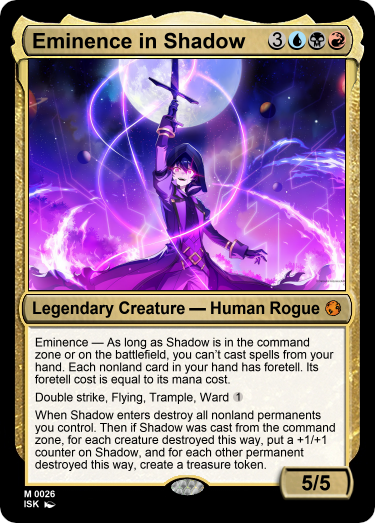 Eminence in Shadow 3
Legendary Creature — Human Rogue
Eminence — As long as Shadow is in the command
zone or on the battlefield, you can't cast spells from your
hand. Each nonland card in your hand has foretell. Its
foretell cost is equal to its mana cost.
Double strike, Flying, Trample, Ward 1
When Shadow enters destroy all nonland permanents
you control. Then if Shadow was cast from the command
zone, for each creature destroyed this way, put a +1/+1
counter on Shadow, and for each other permanent
destroyed this way, create a treasure token.
5/5
M 0026
ISK